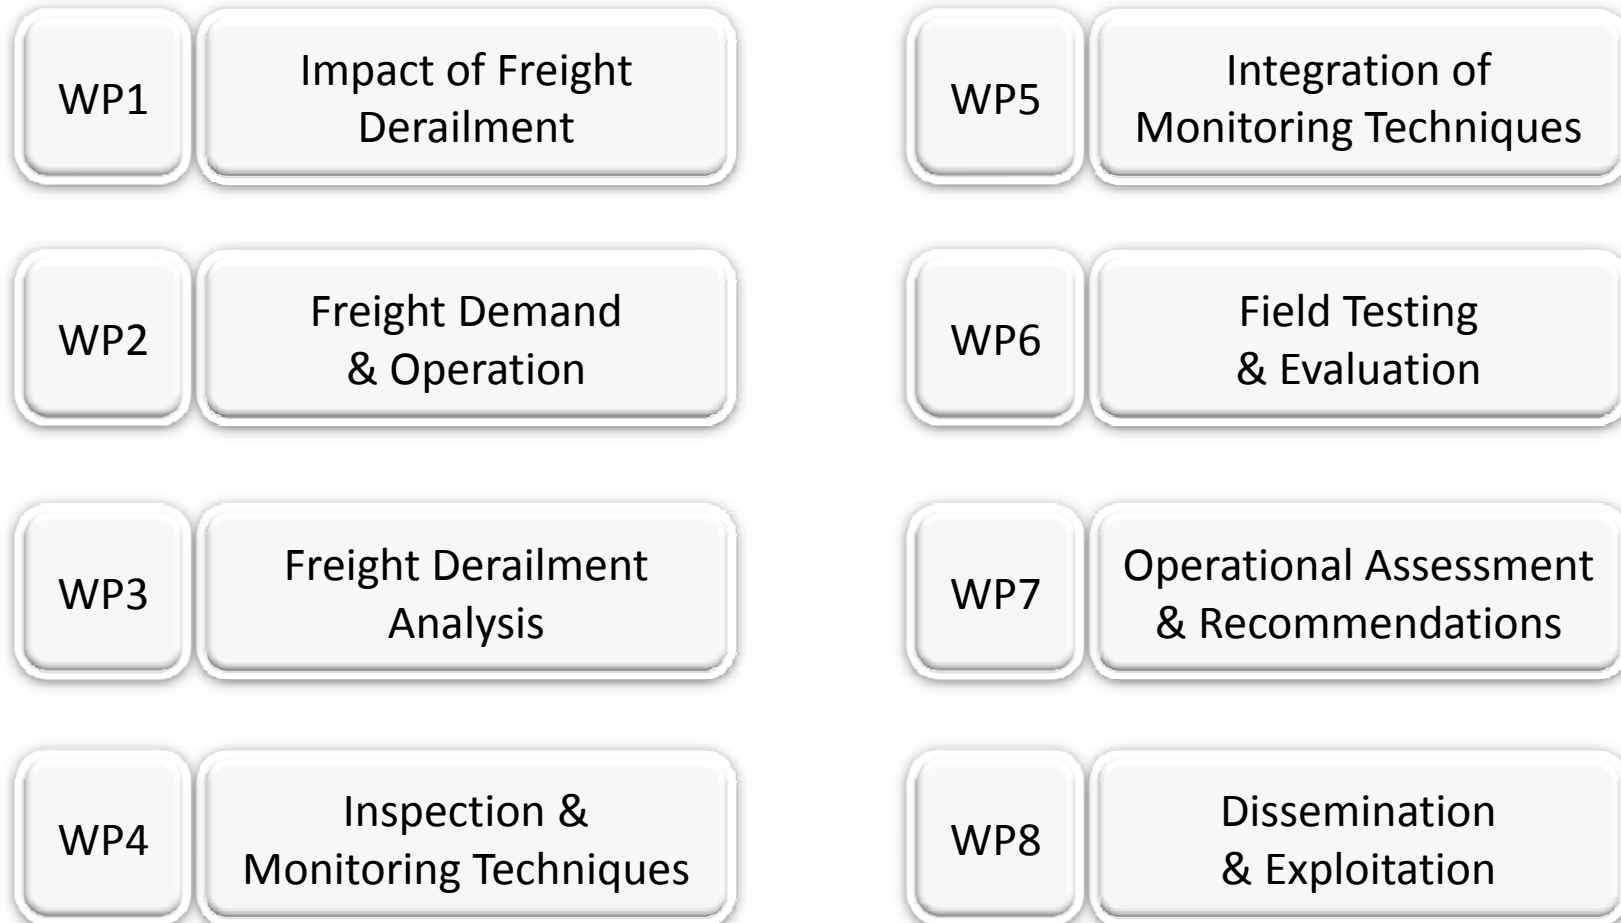 WP1
Impact of Freight
Derailment
WP2
Freight Demand
& Operation
WP3
Freight Derailment
Analysis
WP4
Inspection &
Monitoring Techniques
WP5
Integration of
Monitoring Techniques
WP6
Field Testing
& Evaluation
WP7
Operational Assessment
& Recommendations
WP8
Dissemination
& Exploitation